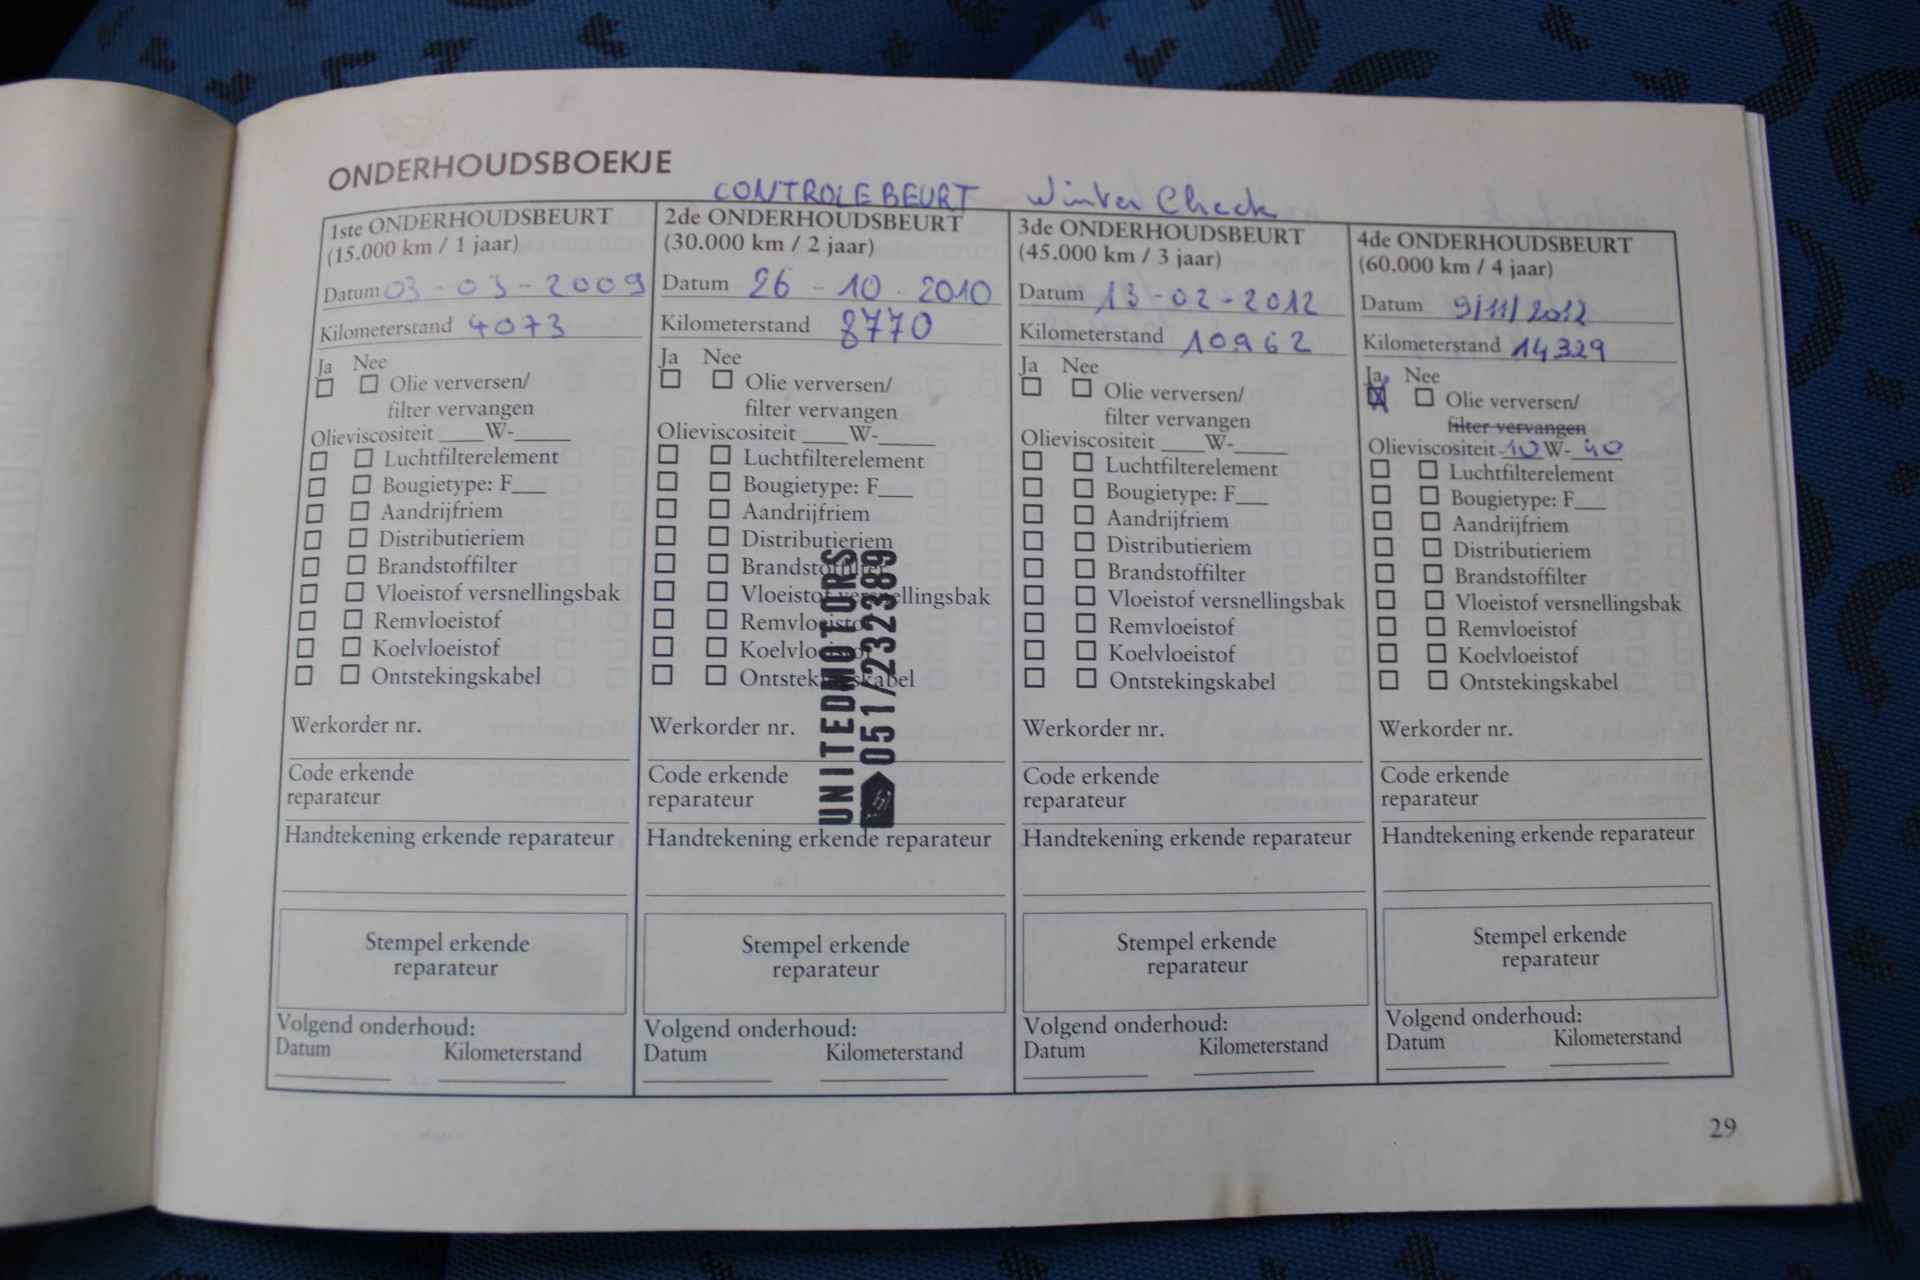 ONDERHOUDSBOEKJE
CONTROLEBEURT Winter Check
1ste ONDERHOUDSBEURT
(15.000 km / 1 jaar)
Datum 03-03-2009
Kilometerstand 4073
Ja Nee
Olie verversen/
filter vervangen
Olieviscositeit ____W-_____
Luchtfilterelement
Bougietype: F___
Aandrijfriem
Distributieriem
Brandstoffilter
Vloeistof versnellingsbak
Remvloeistof
Koelvloeistof
Ontstekingskabel
Werkorder nr.
Code erkende
reparateur
Handtekening erkende reparateur
Stempel erkende
reparateur
Volgend onderhoud:
Datum Kilometerstand
2de ONDERHOUDSBEURT
(30.000 km / 2 jaar)
Datum 26-10-2010
Kilometerstand 8770
Ja Nee
Olie verversen/
filter vervangen
Olieviscositeit ____W-_____
Luchtfilterelement
Bougietype: F___
Aandrijfriem
Distributieriem
Brandstoffilter
Vloeistof versnellingsbak
Remvloeistof
Koelvloeistof
Ontstekingskabel
UNITEDMOTORS
051/232389
Werkorder nr.
Code erkende
reparateur
Handtekening erkende reparateur
Stempel erkende
reparateur
Volgend onderhoud:
Datum Kilometerstand
3de ONDERHOUDSBEURT
(45.000 km / 3 jaar)
Datum 13-02-2012
Kilometerstand 10962
Ja Nee
Olie verversen/
filter vervangen
Olieviscositeit ____W-_____
Luchtfilterelement
Bougietype: F___
Aandrijfriem
Distributieriem
Brandstoffilter
Vloeistof versnellingsbak
Remvloeistof
Koelvloeistof
Ontstekingskabel
Werkorder nr.
Code erkende
reparateur
Handtekening erkende reparateur
Stempel erkende
reparateur
Volgend onderhoud:
Datum Kilometerstand
4de ONDERHOUDSBEURT
(60.000 km / 4 jaar)
Datum 9/11/2012
Kilometerstand 14329
Ja Nee
Olie verversen/
filter vervangen
Olieviscositeit 10 W- 40
Luchtfilterelement
Bougietype: F___
Aandrijfriem
Distributieriem
Brandstoffilter
Vloeistof versnellingsbak
Remvloeistof
Koelvloeistof
Ontstekingskabel
Werkorder nr.
Code erkende
reparateur
Handtekening erkende reparateur
Stempel erkende
reparateur
Volgend onderhoud:
Datum Kilometerstand
29